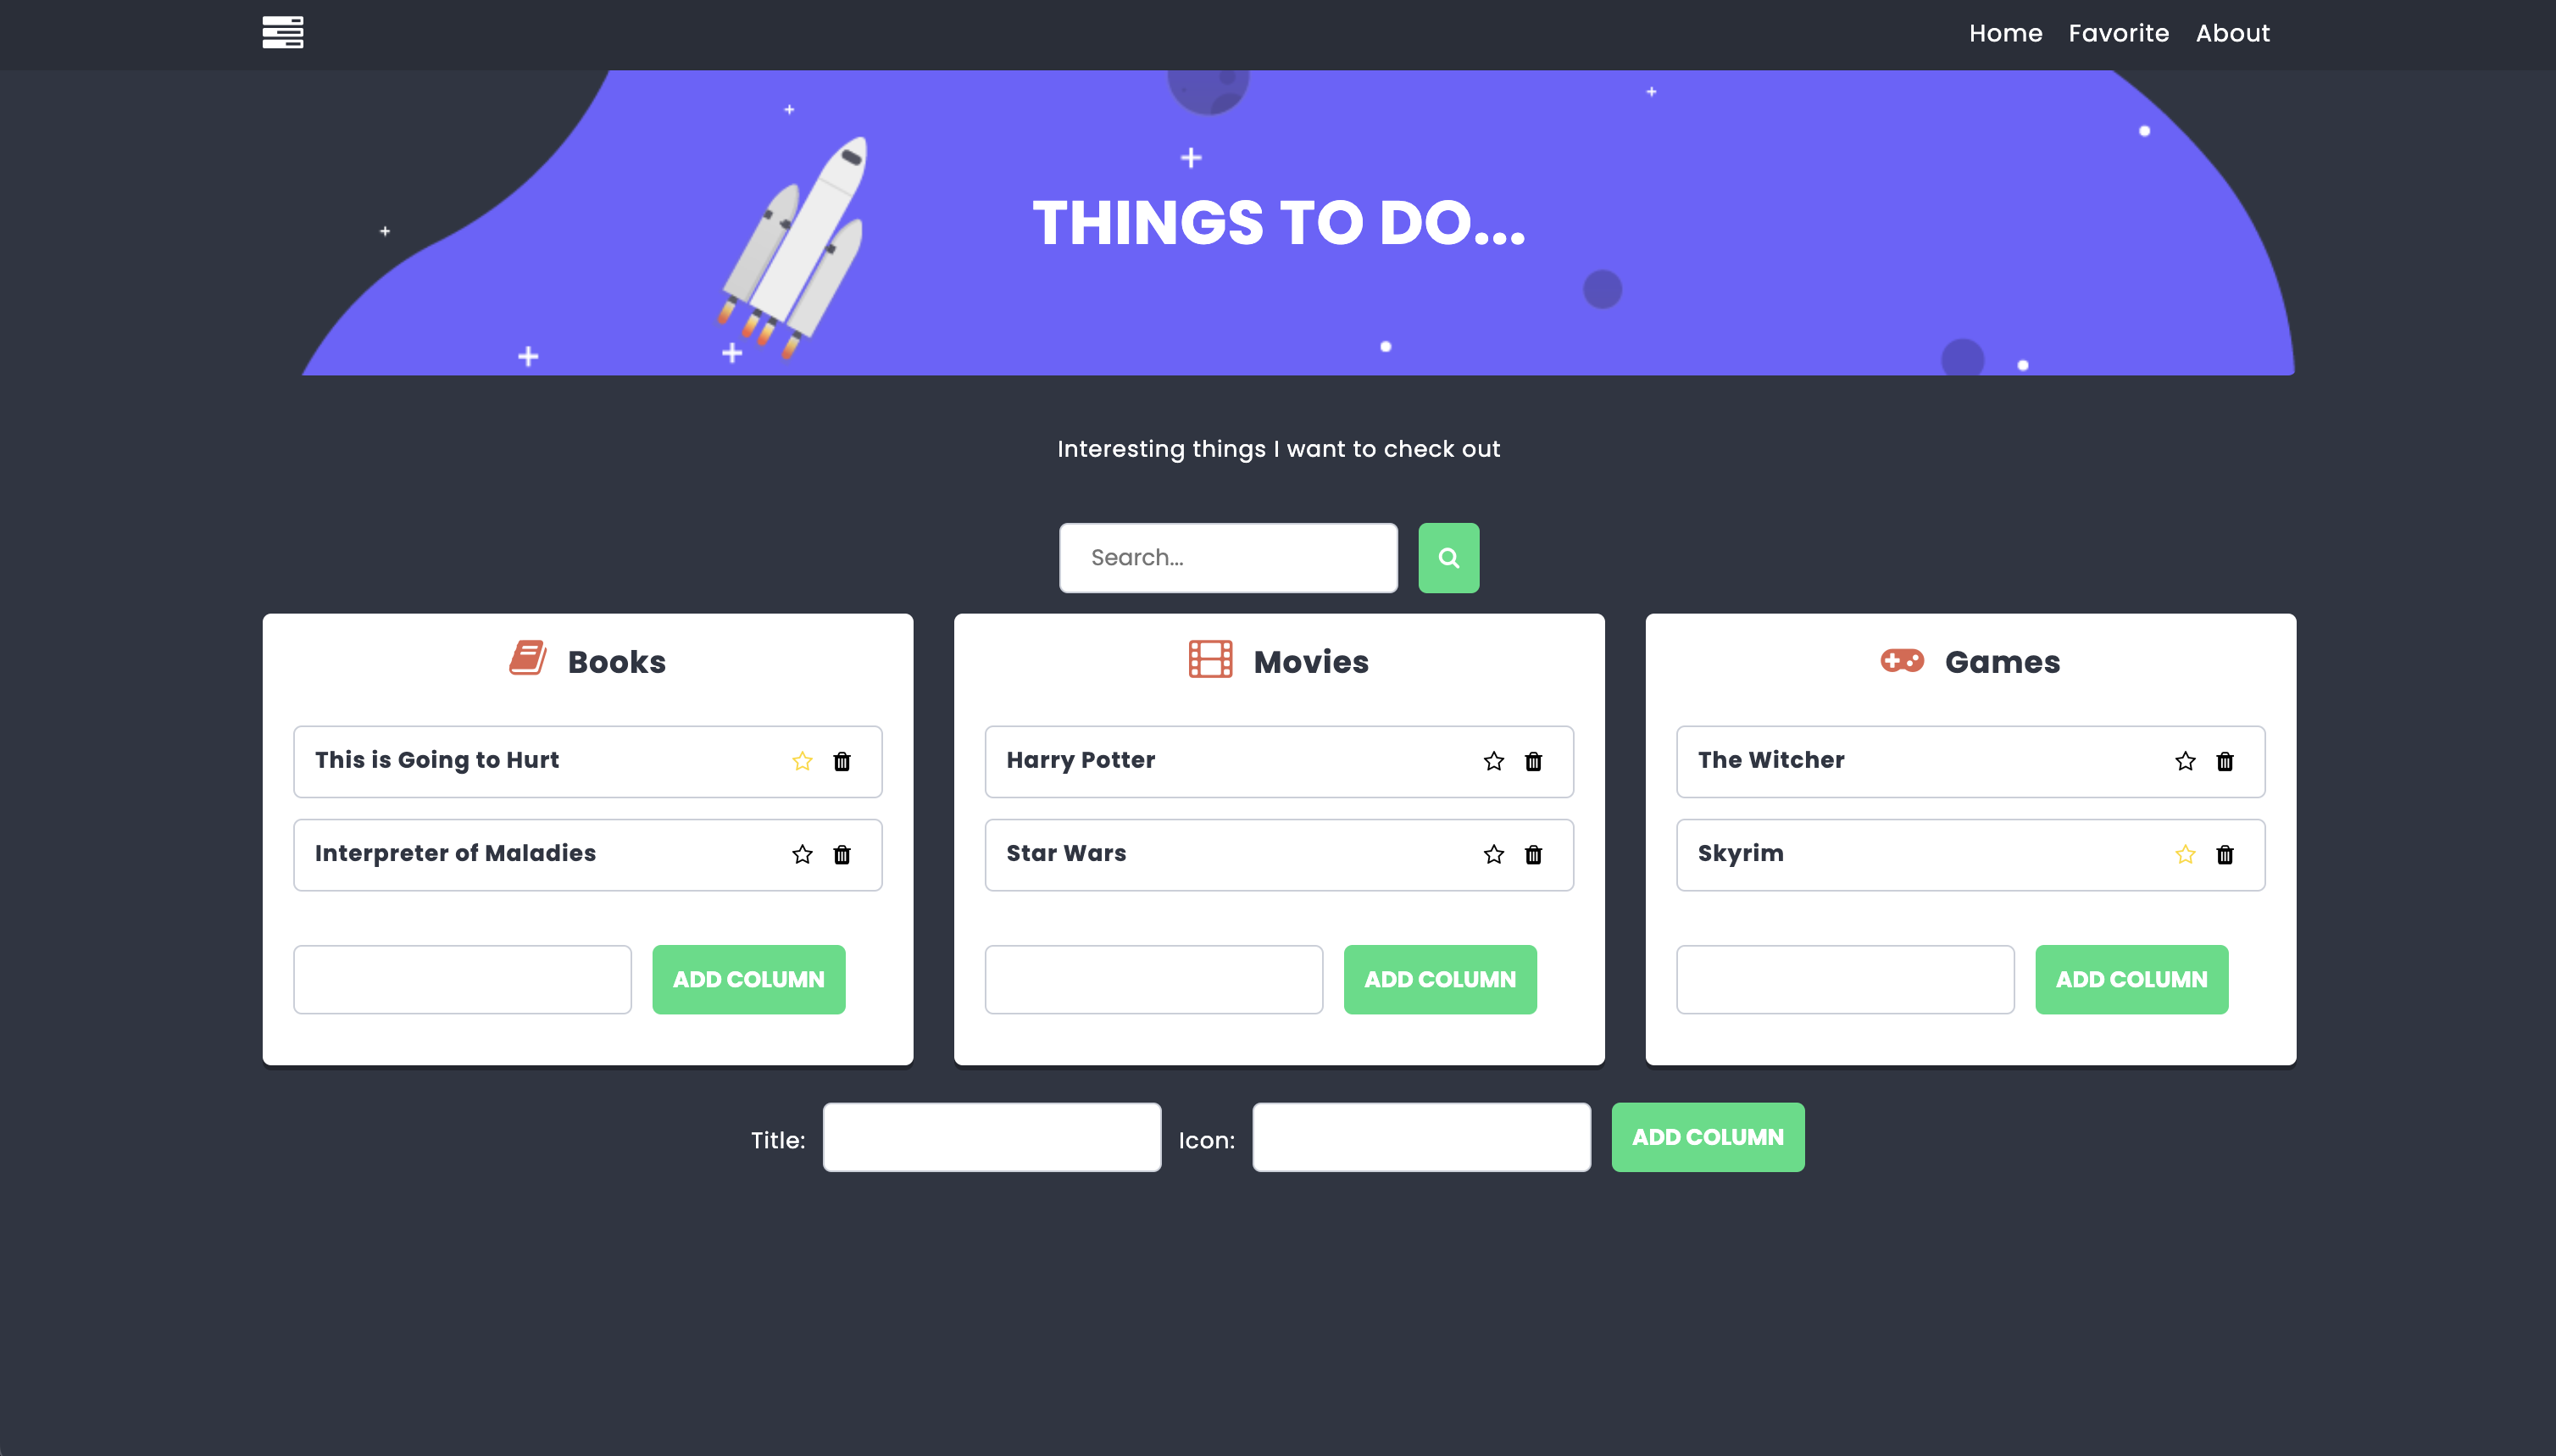 Home Favorite About
THINGS TO DO...
Interesting things I want to check out
Search...
Books
This is Going to Hurt
Interpreter of Maladies
ADD COLUMN
Movies
Harry Potter
Star Wars
ADD COLUMN
Games
The Witcher
Skyrim
ADD COLUMN
Title: Icon: ADD COLUMN